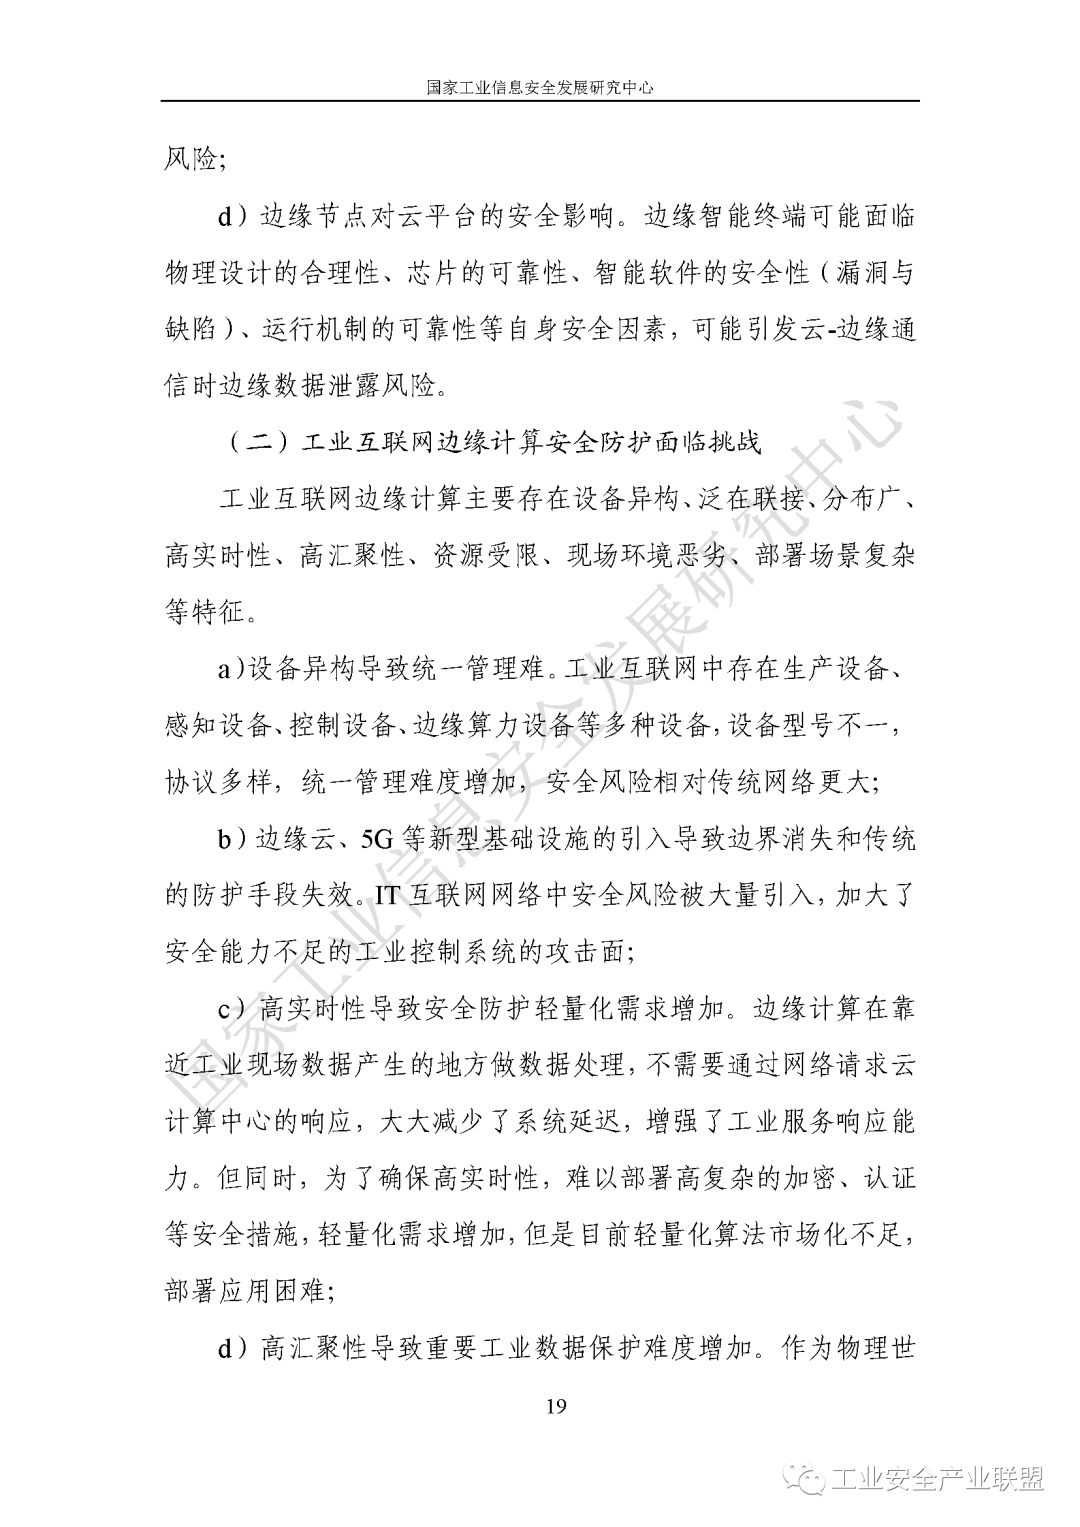 国家工业信息安全发展研究中心
风险；
d）边缘节点对云平台的安全影响。边缘智能终端可能面临
物理设计的合理性、芯片的可靠性、智能软件的安全性（漏洞与
缺陷）、运行机制的可靠性等自身安全因素，可能引发云-边缘通
信时边缘数据泄露风险。
（二）工业互联网边缘计算安全防护面临挑战
工业互联网边缘计算主要存在设备异构、泛在联接、分布广、
高实时性、高汇聚性、资源受限、现场环境恶劣、部署场景复杂
等特征。
a）设备异构导致统一管理难。工业互联网中存在生产设备、
感知设备、控制设备、边缘算力设备等多种设备，设备型号不一，
协议多样，统一管理难度增加，安全风险相对传统网络更大；
b）边缘云、5G 等新型基础设施的引入导致边界消失和传统
的防护手段失效。IT 互联网网络中安全风险被大量引入，加大了
安全能力不足的工业控制系统的攻击面；
c）高实时性导致安全防护轻量化需求增加。边缘计算在靠
近工业现场数据产生的地方做数据处理，不需要通过网络请求云
计算中心的响应，大大减少了系统延迟，增强了工业服务响应能
力。但同时，为了确保高实时性，难以部署高复杂的加密、认证
等安全措施，轻量化需求增加，但是目前轻量化算法市场化不足，
部署应用困难；
d）高汇聚性导致重要工业数据保护难度增加。作为物理世
19
国家工业信息安全发展研究中心
工业安全产业联盟